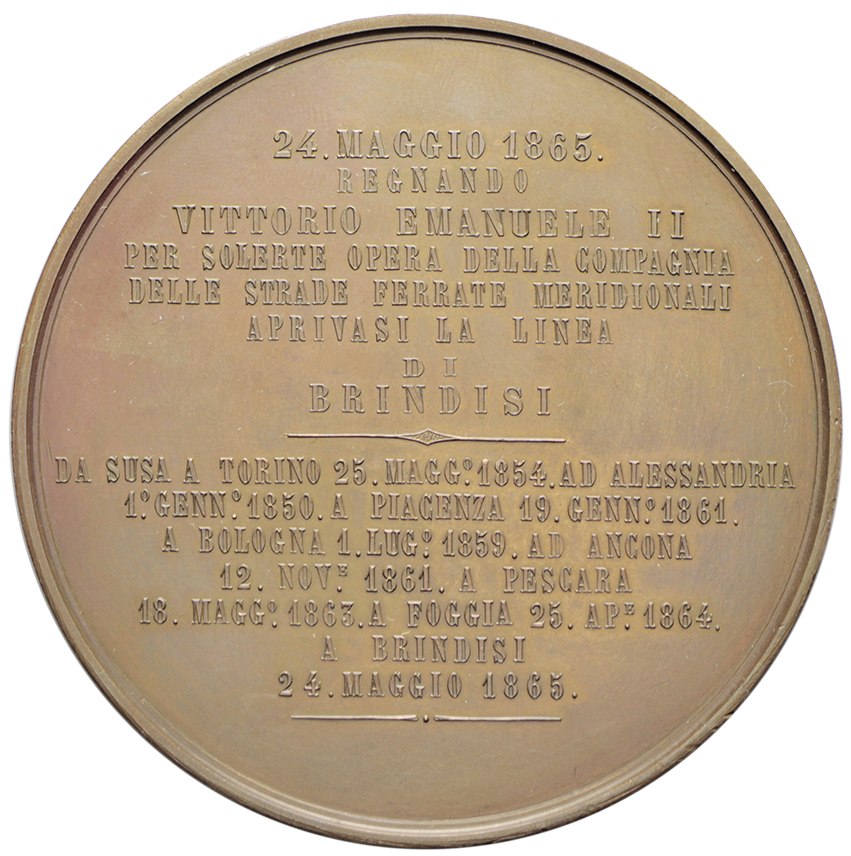 24. MAGGIO 1865.
REGNANDO
VITTORIO EMANUELE II
PER SOLERTE OPERA DELLA COMPAGNIA
DELLE STRADE FERRATE MERIDIONALI
APRIVASI LA LINEA
DI
BRINDISI
DA SUSA A TORINO 25. MAGG.º 1854. AD ALESSANDRIA
1.º GENN.º 1850. A PIACENZA 19. GENN.º 1861.
A BOLOGNA 1. LUG.º 1859. AD ANCONA
12. NOV.E 1861. A PESCARA
18. MAGG.º 1863. A FOGGIA 25. AP.E 1864.
A BRINDISI
24. MAGGIO 1865.